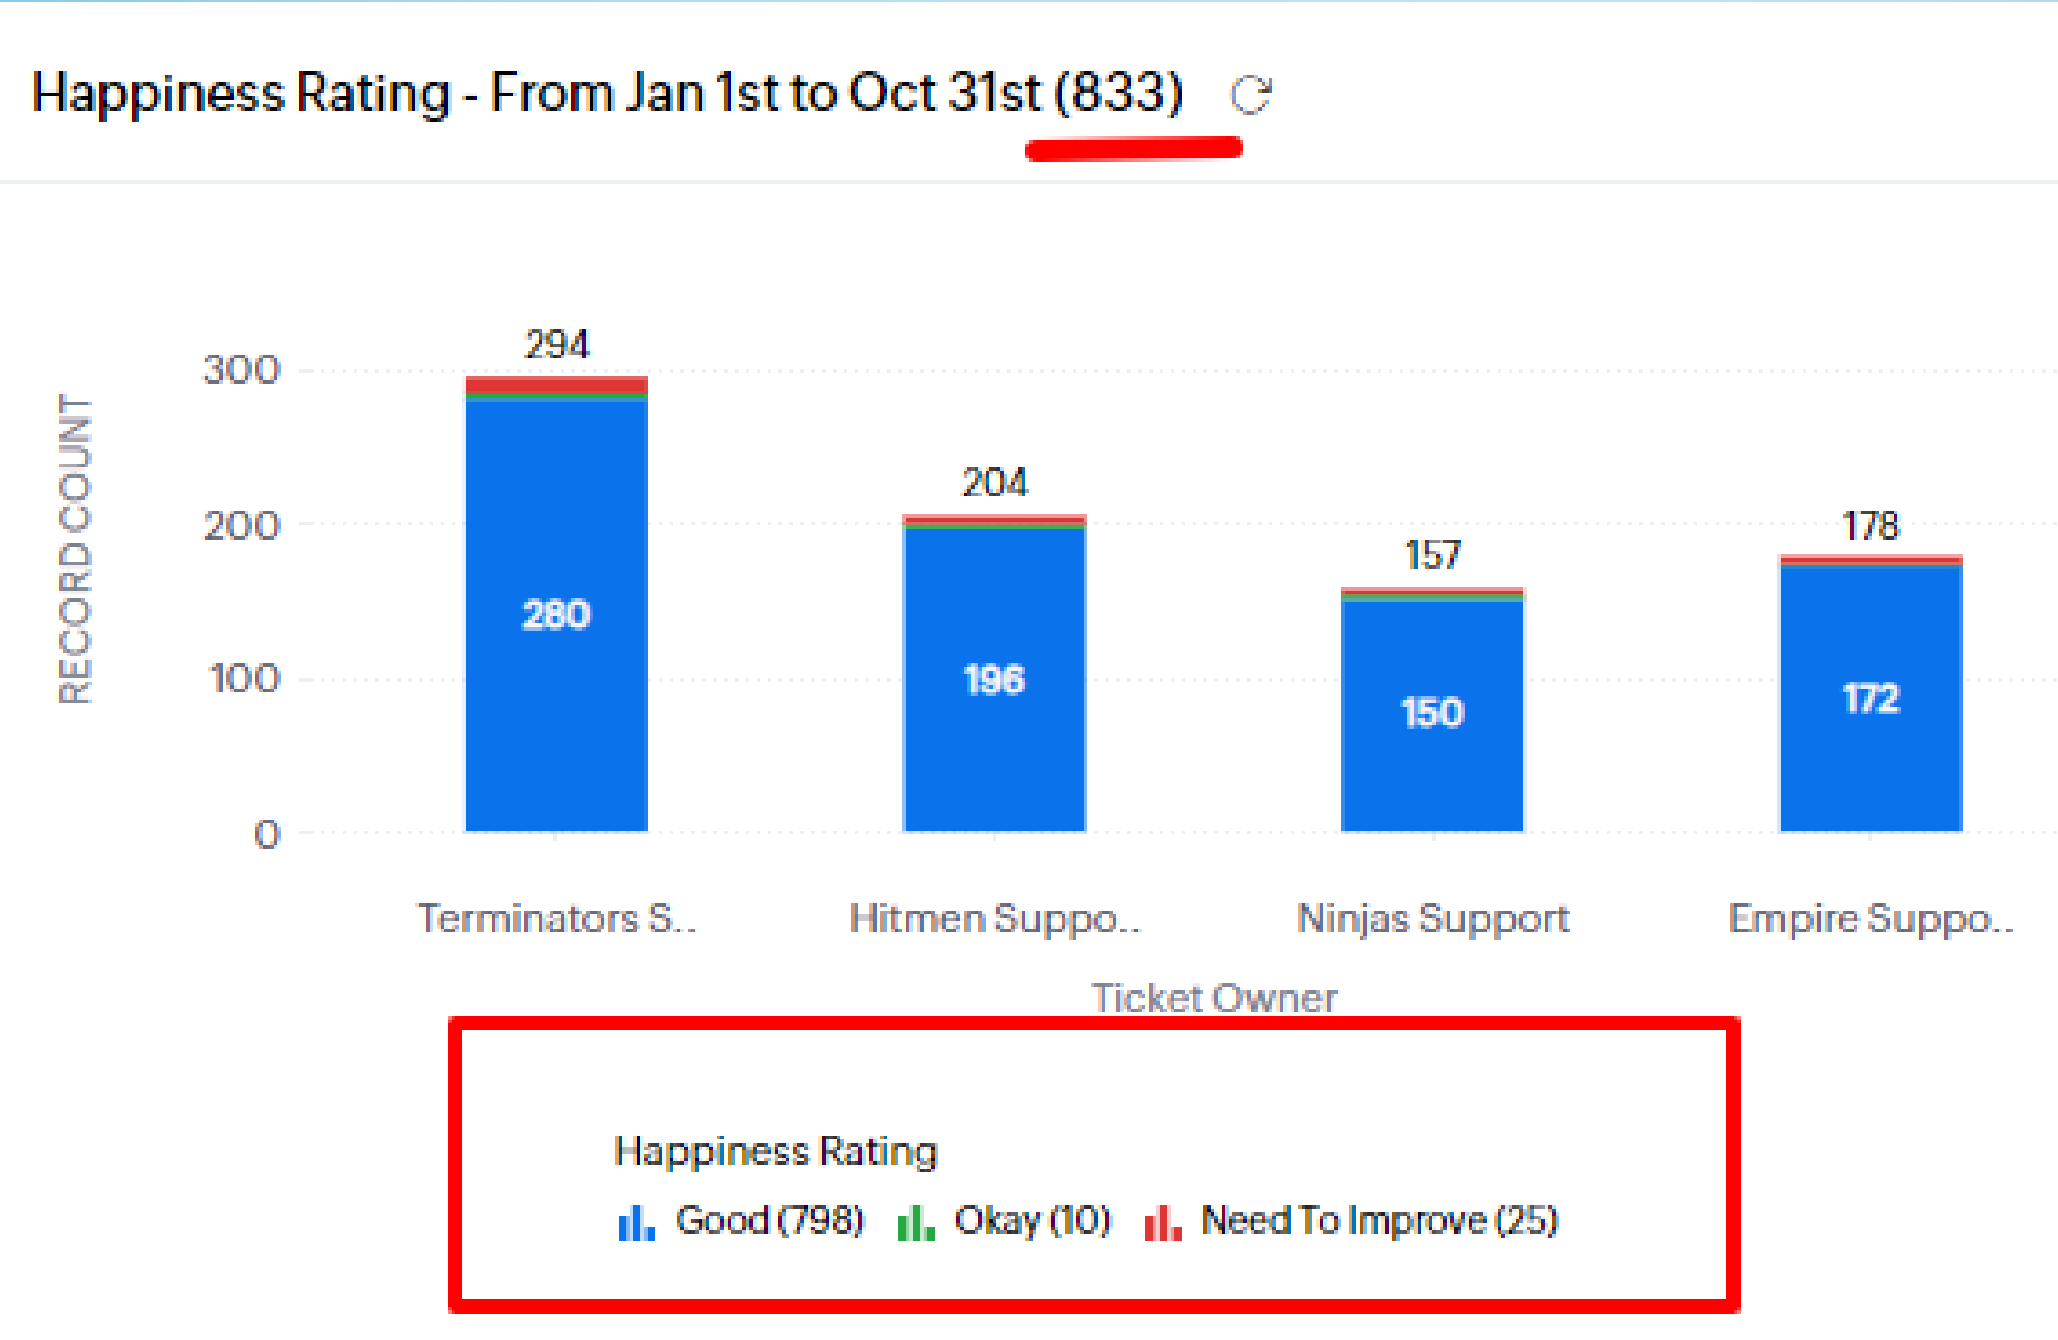 Happiness Rating - From Jan 1st to Oct 31st (833)
RECORD COUNT
300
200
100
0
294
280
204
196
157
150
178
172
Terminators S... Hitmen Suppo... Ninjas Support Empire Suppo...
Ticket Owner
Happiness Rating
Good (798) Okay (10) Need To Improve (25)